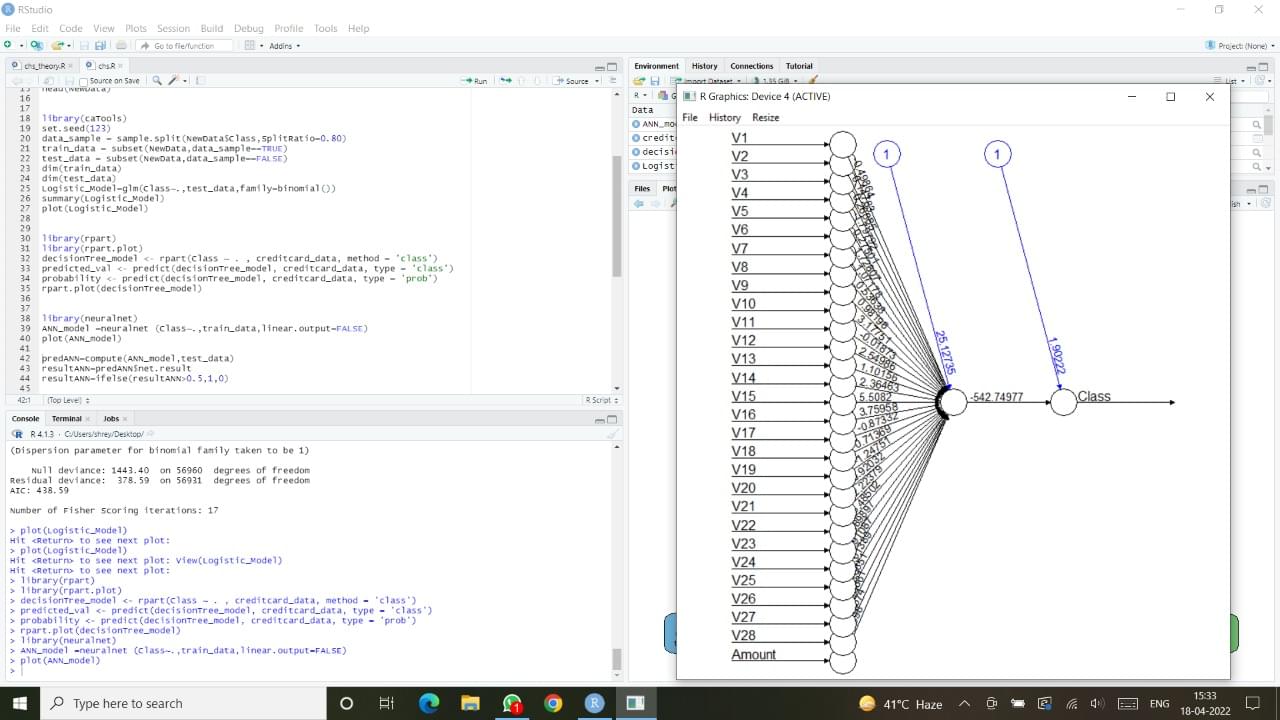 RStudio
File Edit Code View Plots Session Build Debug Profile Tools Help
Go to file/function
Addins
Project: (None)
chs_theory.R
chs.R
Source on Save
Run
Source
15 head(NewData)
16
17
18 library(caTools)
19 set.seed(123)
20 data_sample = sample.split(NewData$Class,SplitRatio=0.80)
21 train_data = subset(NewData,data_sample==TRUE)
22 test_data = subset(NewData,data_sample==FALSE)
23 dim(train_data)
24 dim(test_data)
25 Logistic_Model=glm(Class~.,test_data,family=binomial())
26 summary(Logistic_Model)
27 plot(Logistic_Model)
28
29
30 library(rpart)
31 library(rpart.plot)
32 decisionTree_model <- rpart(Class ~ . , creditcard_data, method = 'class')
33 predicted_val <- predict(decisionTree_model, creditcard_data, type = 'class')
34 probability <- predict(decisionTree_model, creditcard_data, type = 'prob')
35 rpart.plot(decisionTree_model)
36
37
38 library(neuralnet)
39 ANN_model =neuralnet (Class~.,train_data,linear.output=FALSE)
40 plot(ANN_model)
41
42 predANN=compute(ANN_model,test_data)
43 resultANN=predANN$net.result
44 resultANN=ifelse(resultANN>0.5,1,0)
45
42:1 (Top Level) R Script
Console Terminal Jobs
R 4.1.3 · C:/Users/shrey/Desktop/
(Dispersion parameter for binomial family taken to be 1)
Null deviance: 1443.40 on 56960 degrees of freedom
Residual deviance: 378.59 on 56931 degrees of freedom
AIC: 438.59
Number of Fisher Scoring iterations: 17
> plot(Logistic_Model)
Hit <Return> to see next plot:
> plot(Logistic_Model)
Hit <Return> to see next plot: View(Logistic_Model)
Hit <Return> to see next plot:
> library(rpart)
> library(rpart.plot)
> decisionTree_model <- rpart(Class ~ . , creditcard_data, method = 'class')
> predicted_val <- predict(decisionTree_model, creditcard_data, type = 'class')
> probability <- predict(decisionTree_model, creditcard_data, type = 'prob')
> rpart.plot(decisionTree_model)
> library(neuralnet)
> ANN_model =neuralnet (Class~.,train_data,linear.output=FALSE)
> plot(ANN_model)
>
Environment History Connections Tutorial
Import Dataset 1.35 GiB List
R
Data
ANN_mo
credit
decisi
Logist
Files Plot
R Graphics: Device 4 (ACTIVE)
File History Resize
V1
V2
V3
V4
V5
V6
V7
V8
V9
V10
V11
V12
V13
V14
V15
V16
V17
V18
V19
V20
V21
V22
V23
V24
V25
V26
V27
V28
Amount
1
1
25.12735
1.90222
2.54986
2.36463
5.5082
3.75958
-0.87332
0.71369
-542.74977
Class
Type here to search
1
41°C Haze
ENG
15:33
18-04-2022